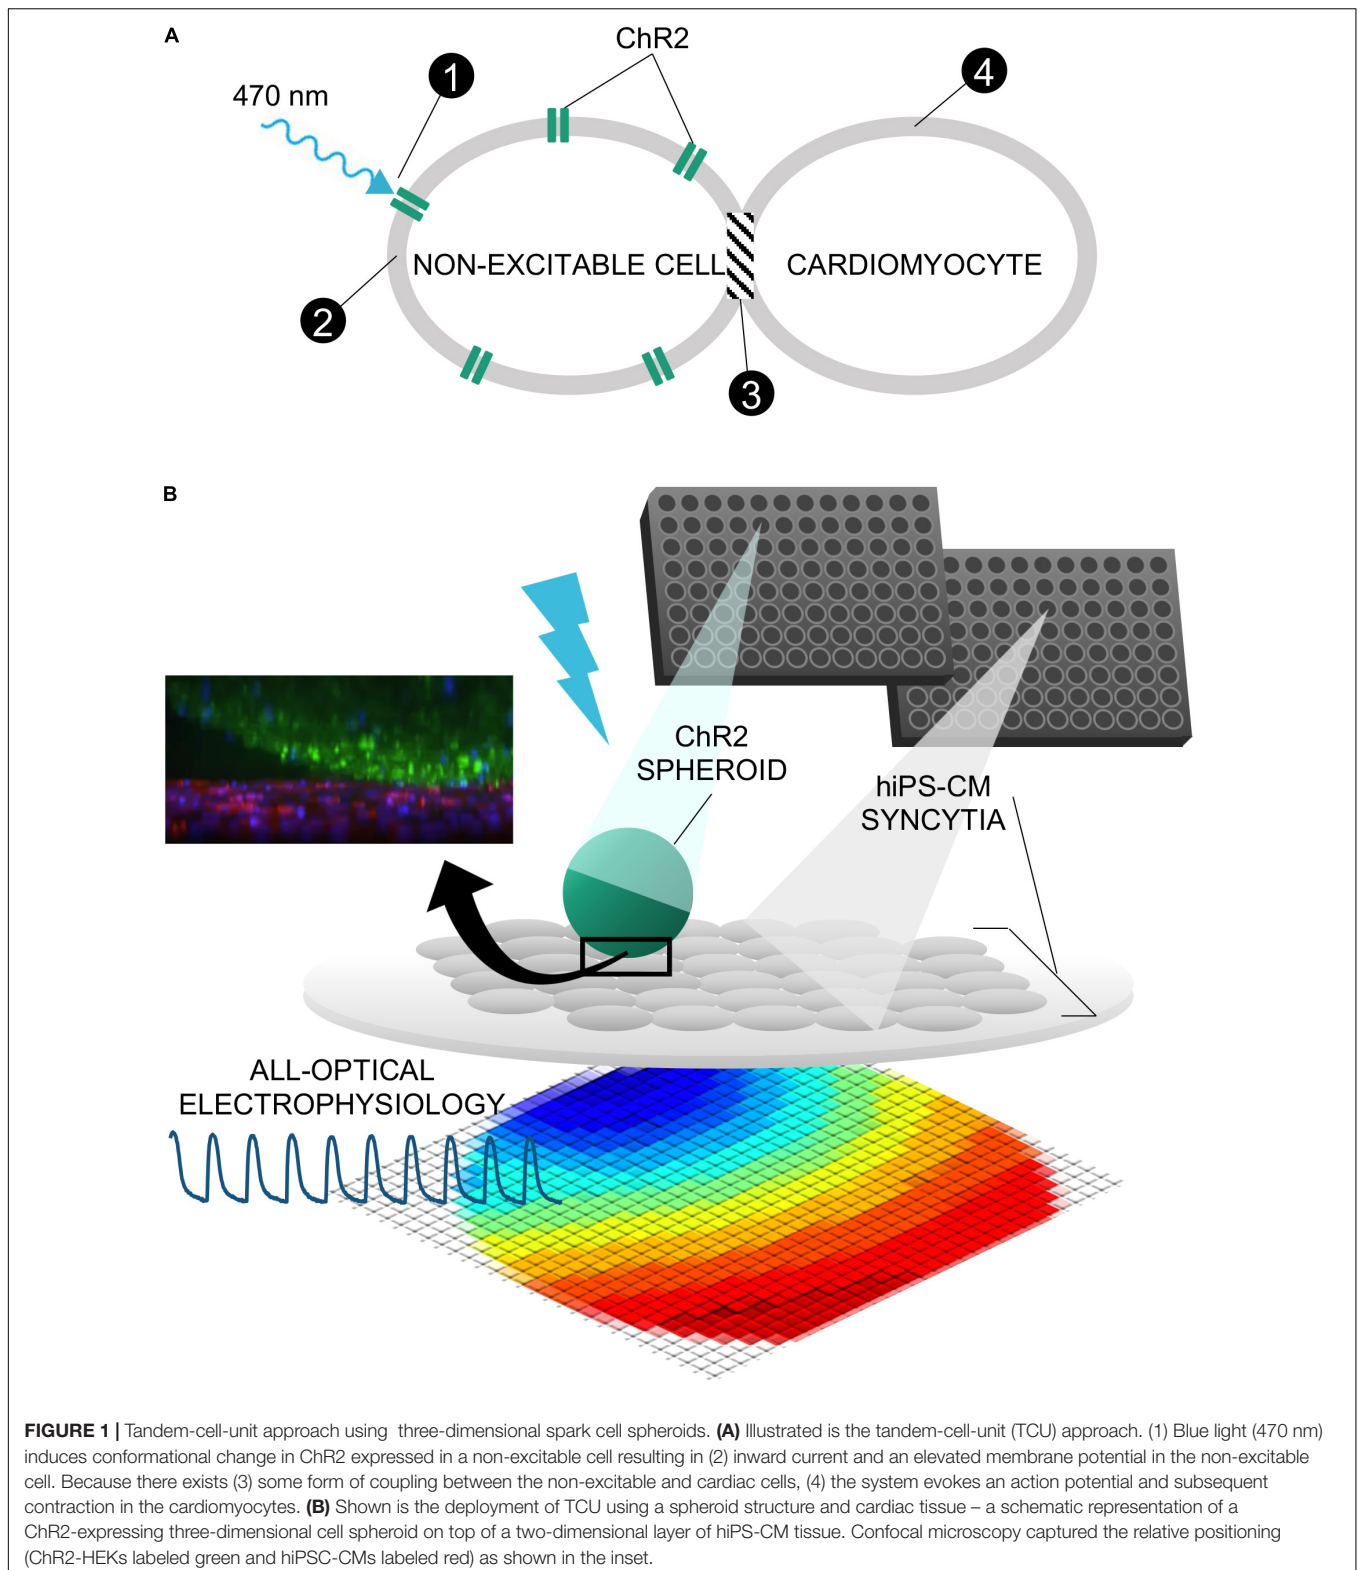 A
ChR2
1
4
470 nm
NON-EXCITABLE CELL
CARDIOMYOCYTE
2
3
B
ChR2
SPHEROID
hiPS-CM
SYNCYTIA
ALL-OPTICAL
ELECTROPHYSIOLOGY
FIGURE 1 | Tandem-cell-unit approach using three-dimensional spark cell spheroids. (A) Illustrated is the tandem-cell-unit (TCU) approach. (1) Blue light (470 nm)
induces conformational change in ChR2 expressed in a non-excitable cell resulting in (2) inward current and an elevated membrane potential in the non-excitable
cell. Because there exists (3) some form of coupling between the non-excitable and cardiac cells, (4) the system evokes an action potential and subsequent
contraction in the cardiomyocytes. (B) Shown is the deployment of TCU using a spheroid structure and cardiac tissue – a schematic representation of a
ChR2-expressing three-dimensional cell spheroid on top of a two-dimensional layer of hiPS-CM tissue. Confocal microscopy captured the relative positioning
(ChR2-HEKs labeled green and hiPSC-CMs labeled red) as shown in the inset.